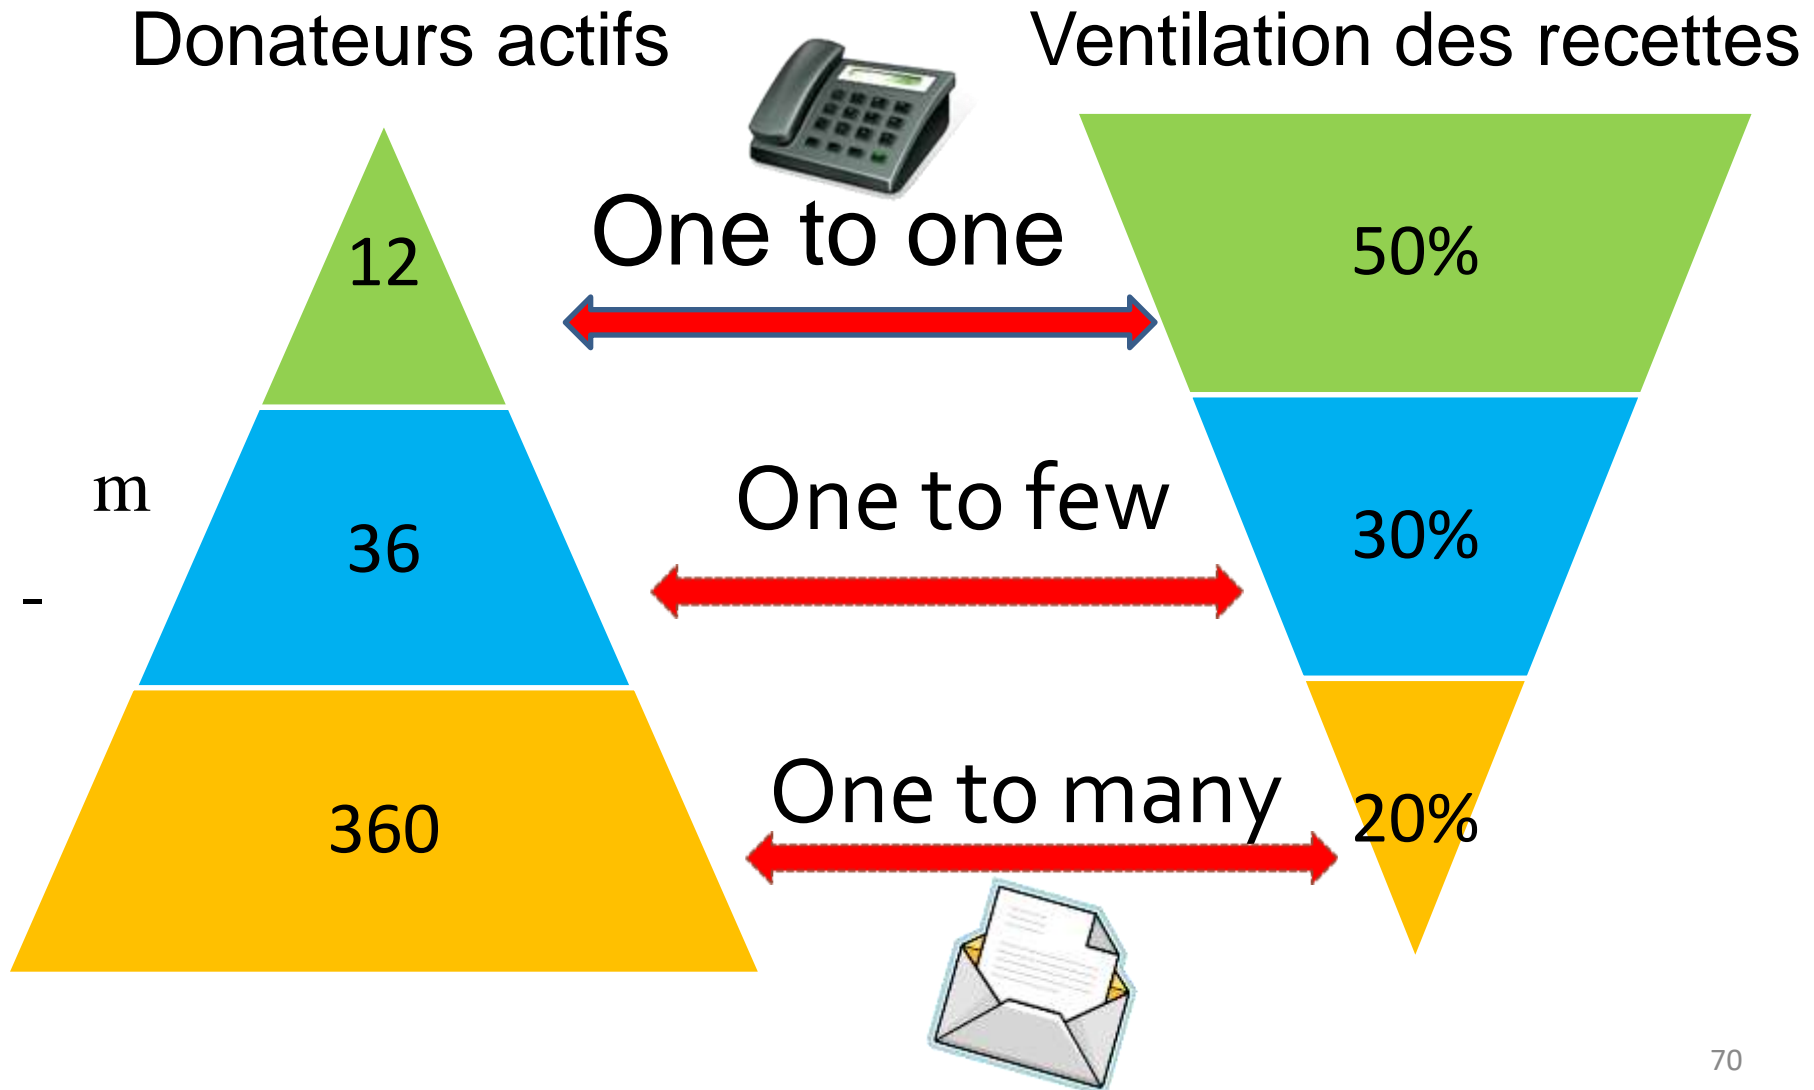 Donateurs actifs
Ventilation des recettes
One to one
12
50%
m
One to few
36
30%
-
One to many
360
20%
70